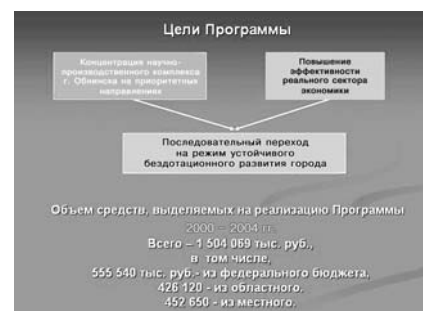 Цели Программы
Концентрация научно-
производственного комплекса
г. Обнинска на приоритетных
направлениях
Повышение
эффективности
реального сектора
экономики
Последовательный переход
на режим устойчивого
бездотационного развития города
Объем средств, выделяемых на реализацию Программы
2000 – 2004 гг.
Всего – 1 504 069 тыс. руб.,
в том числе,
555 540 тыс. руб.- из федерального бюджета,
426 120 - из областного,
452 650 - из местного.